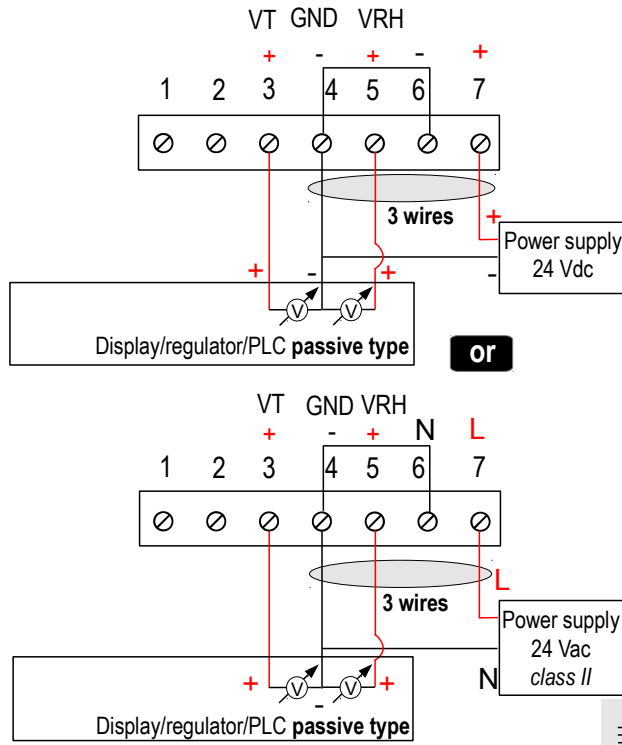 VT GND VRH
+ - + - +
1 2 3 4 5 6 7
3 wires
+
Power supply
24 Vdc
-
+ - +
V V
Display/regulator/PLC passive type
or
VT GND VRH
+ - + N L
1 2 3 4 5 6 7
L
3 wires
Power supply
24 Vac
class II
N
+ - +
V V
Display/regulator/PLC passive type